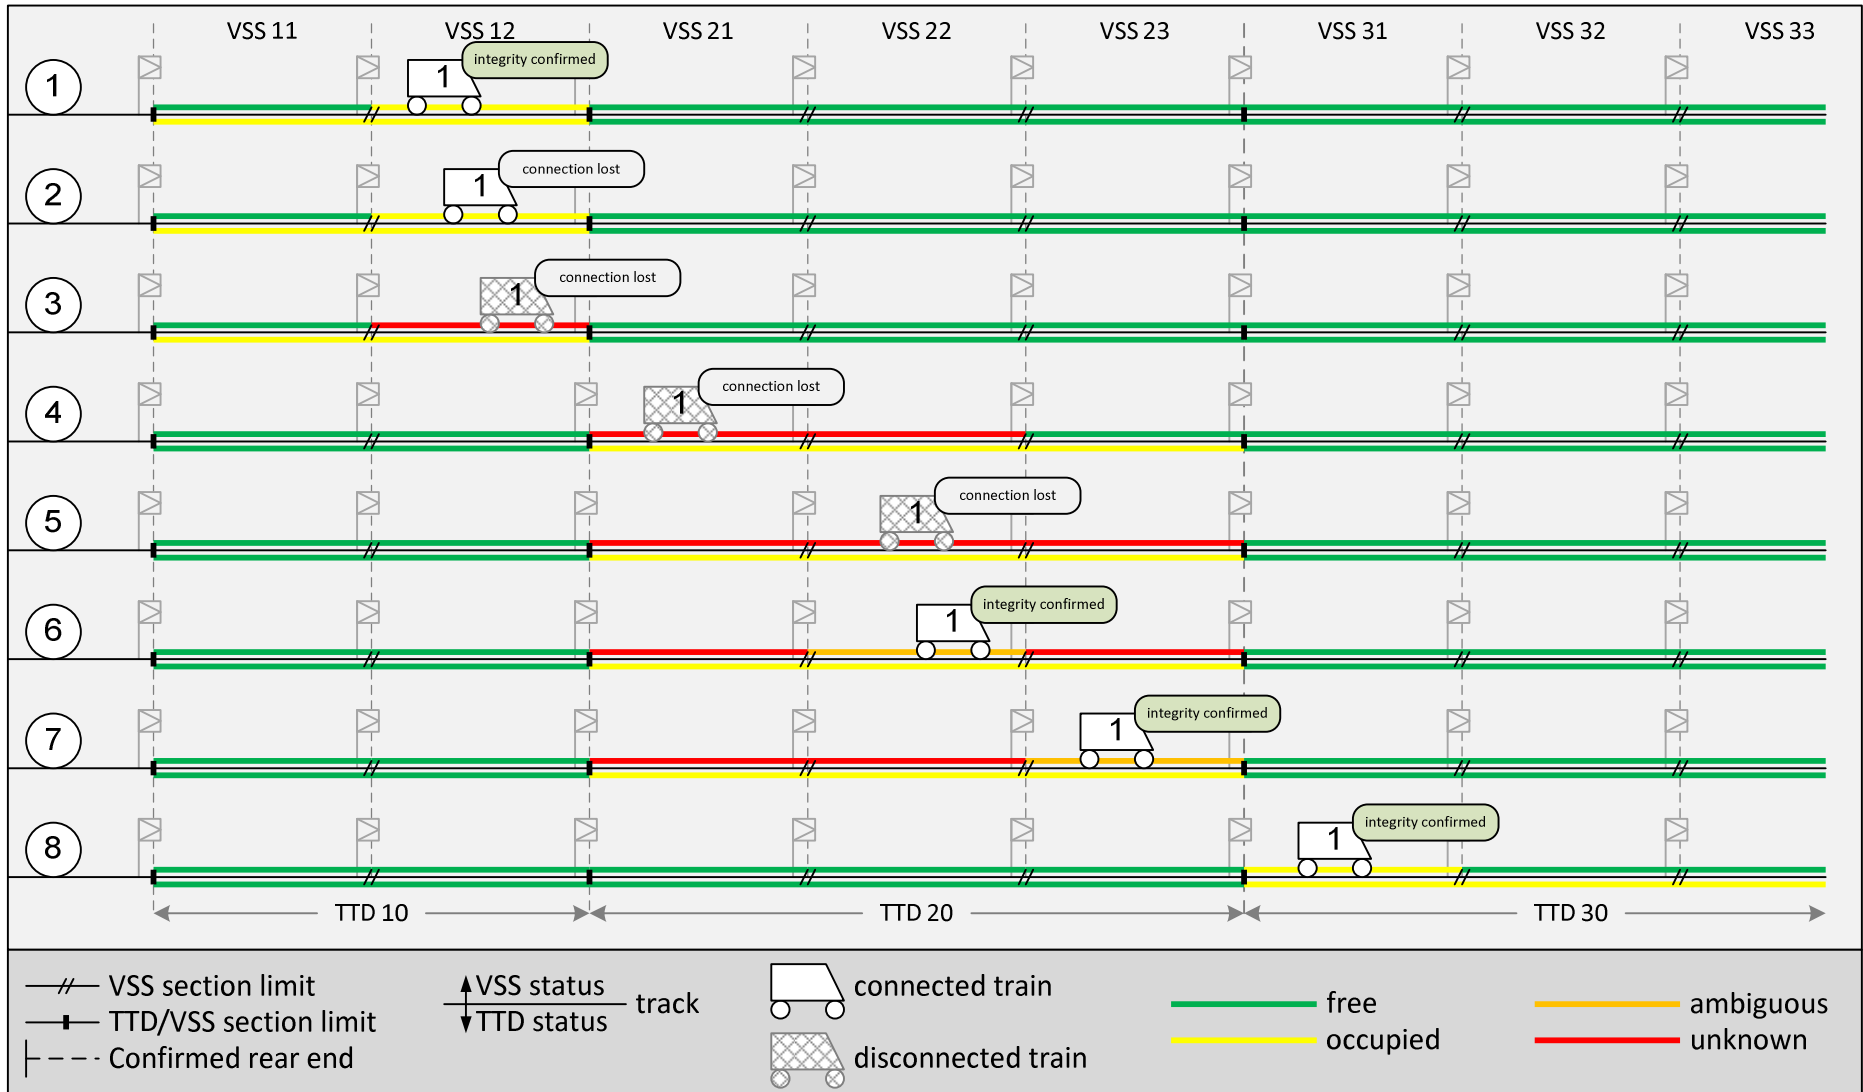 VSS 11 VSS 12 VSS 21 VSS 22 VSS 23 VSS 31 VSS 32 VSS 33
1 1 integrity confirmed
2 1 connection lost
3 1 connection lost
4 1 connection lost
5 1 connection lost
6 1 integrity confirmed
7 1 integrity confirmed
8 1 integrity confirmed
TTD 10 TTD 20 TTD 30
VSS section limit
TTD/VSS section limit
Confirmed rear end
VSS status
TTD status
track
connected train
disconnected train
free
occupied
ambiguous
unknown